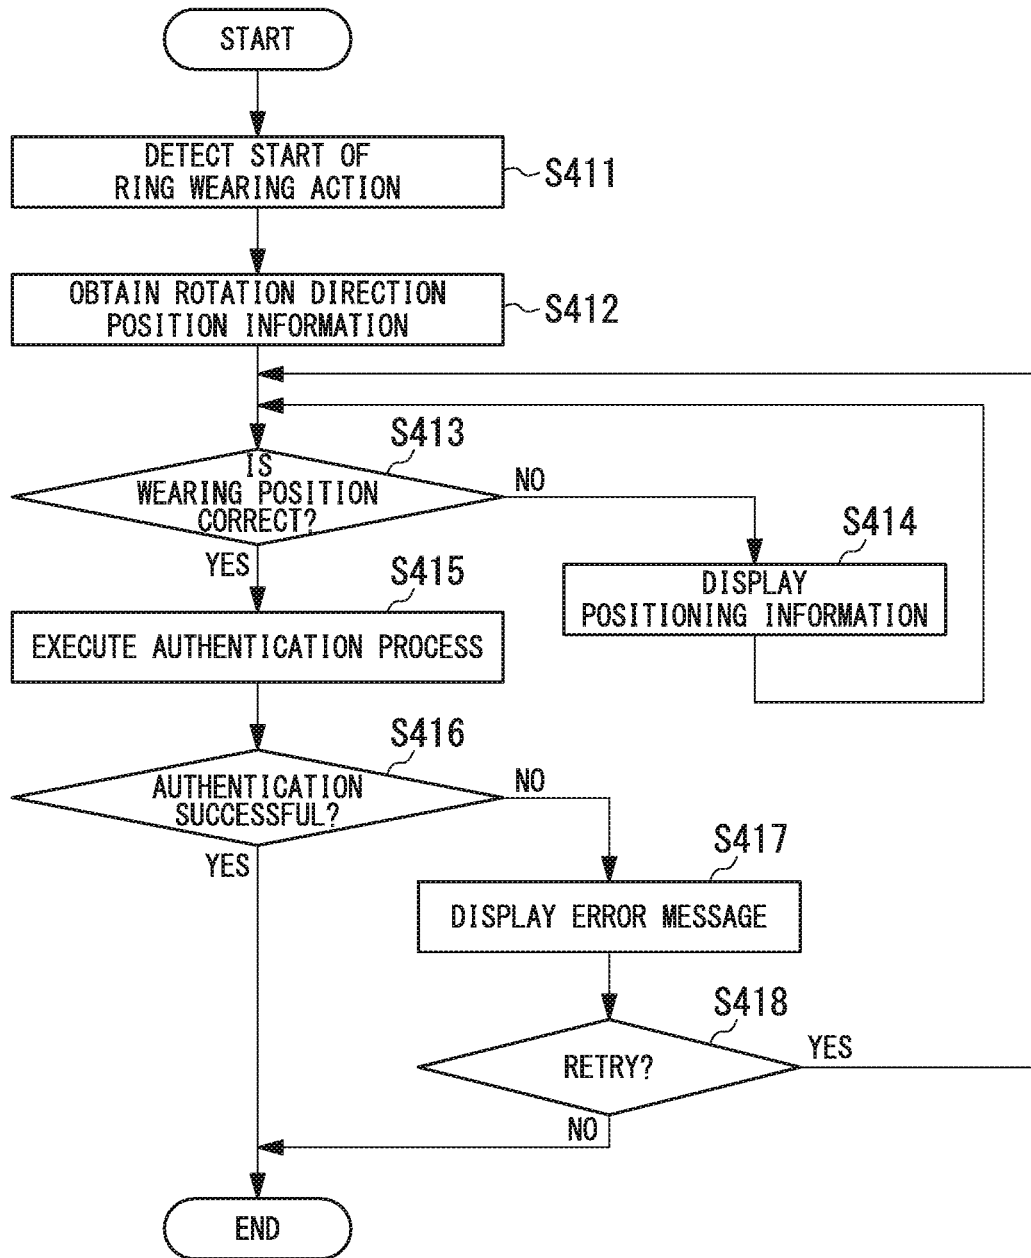 START
DETECT START OF
RING WEARING ACTION
S411
OBTAIN ROTATION DIRECTION
POSITION INFORMATION
S412
S413
IS
WEARING POSITION
CORRECT?
NO
YES
S414
DISPLAY
POSITIONING INFORMATION
S415
EXECUTE AUTHENTICATION PROCESS
S416
AUTHENTICATION
SUCCESSFUL?
NO
YES
S417
DISPLAY ERROR MESSAGE
S418
RETRY?
YES
NO
END